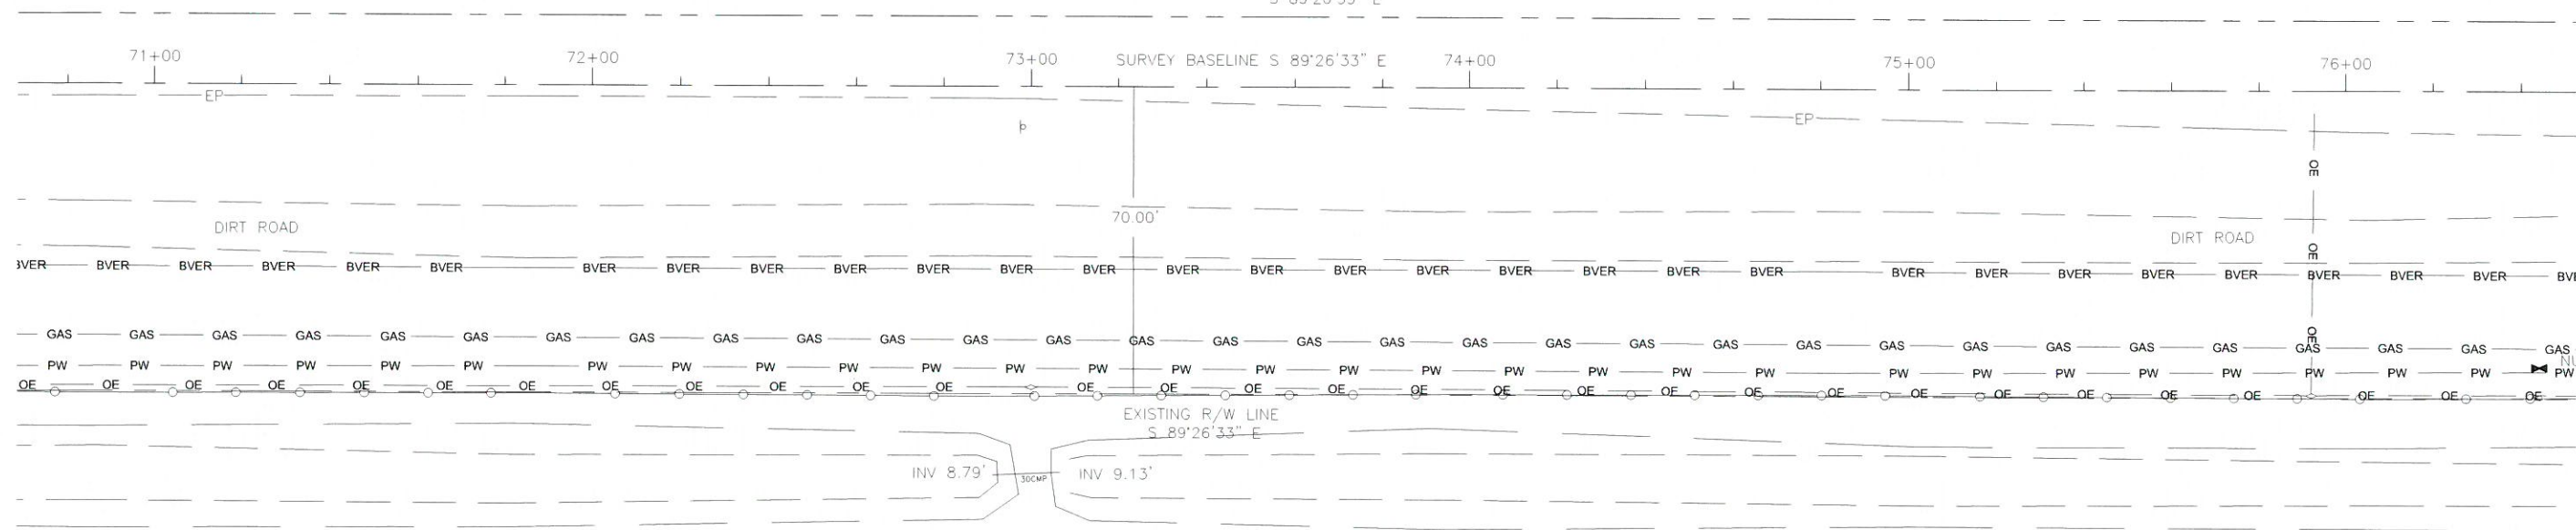 71+00 72+00 73+00 SURVEY BASELINE S 89°26'33" E 74+00 75+00 76+00
EP
EP
OE
70.00'
DIRT ROAD
DIRT ROAD
OE
BVER BVER BVER BVER BVER BVER BVER BVER BVER BVER BVER BVER BVER BVER BVER BVER BVER BVER BVER BVER BVER BVER BVER BVER BVER BVER BVER BVER
OE
GAS GAS GAS GAS GAS GAS GAS GAS GAS GAS GAS GAS GAS GAS GAS GAS GAS GAS GAS GAS GAS GAS GAS GAS GAS GAS GAS GAS GAS GAS GAS
PW PW PW PW PW PW PW PW PW PW PW PW PW PW PW PW PW PW PW PW PW PW PW PW PW PW PW PW PW PW
OE OE OE OE OE OE OE OE OE OE OE OE OE OE OE OE OE OE OE OE OE OE OE OE OE OE OE OE OE OE
EXISTING R/W LINE
S 89°26'33" E
INV 8.79' 30CMP INV 9.13'